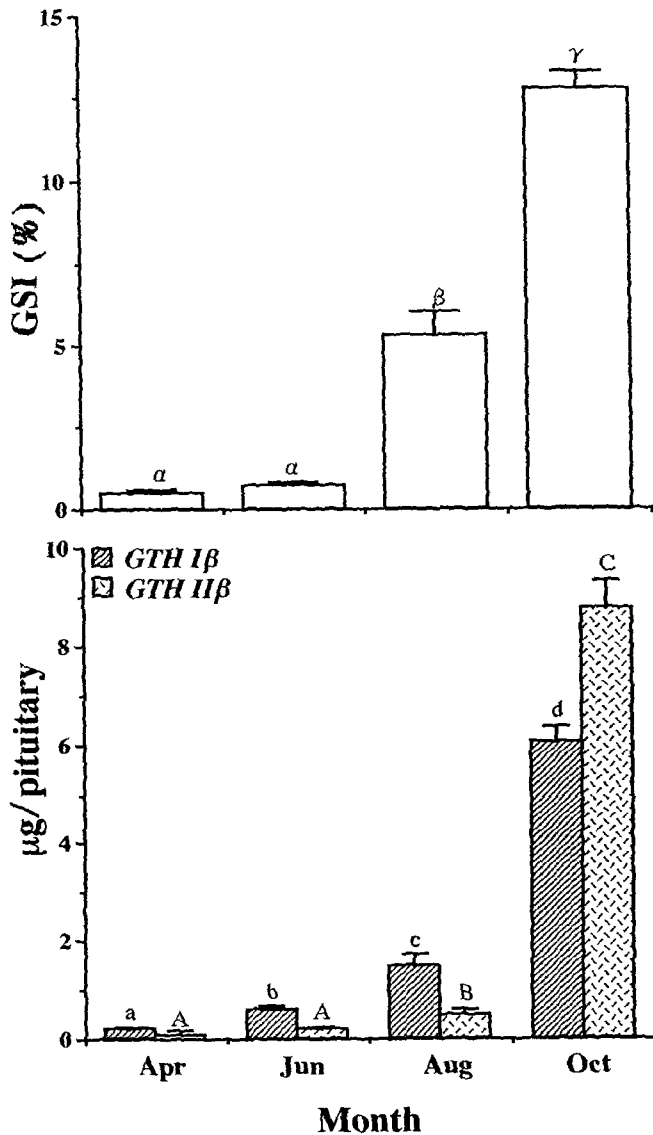 15
γ
10
GSI (%)
β
5
α
α
0
10
GTH Iβ
GTH IIβ
C
8
d
6
μg/pituitary
4
c
2
b
B
a
A
A
0
Apr
Jun
Aug
Oct
Month